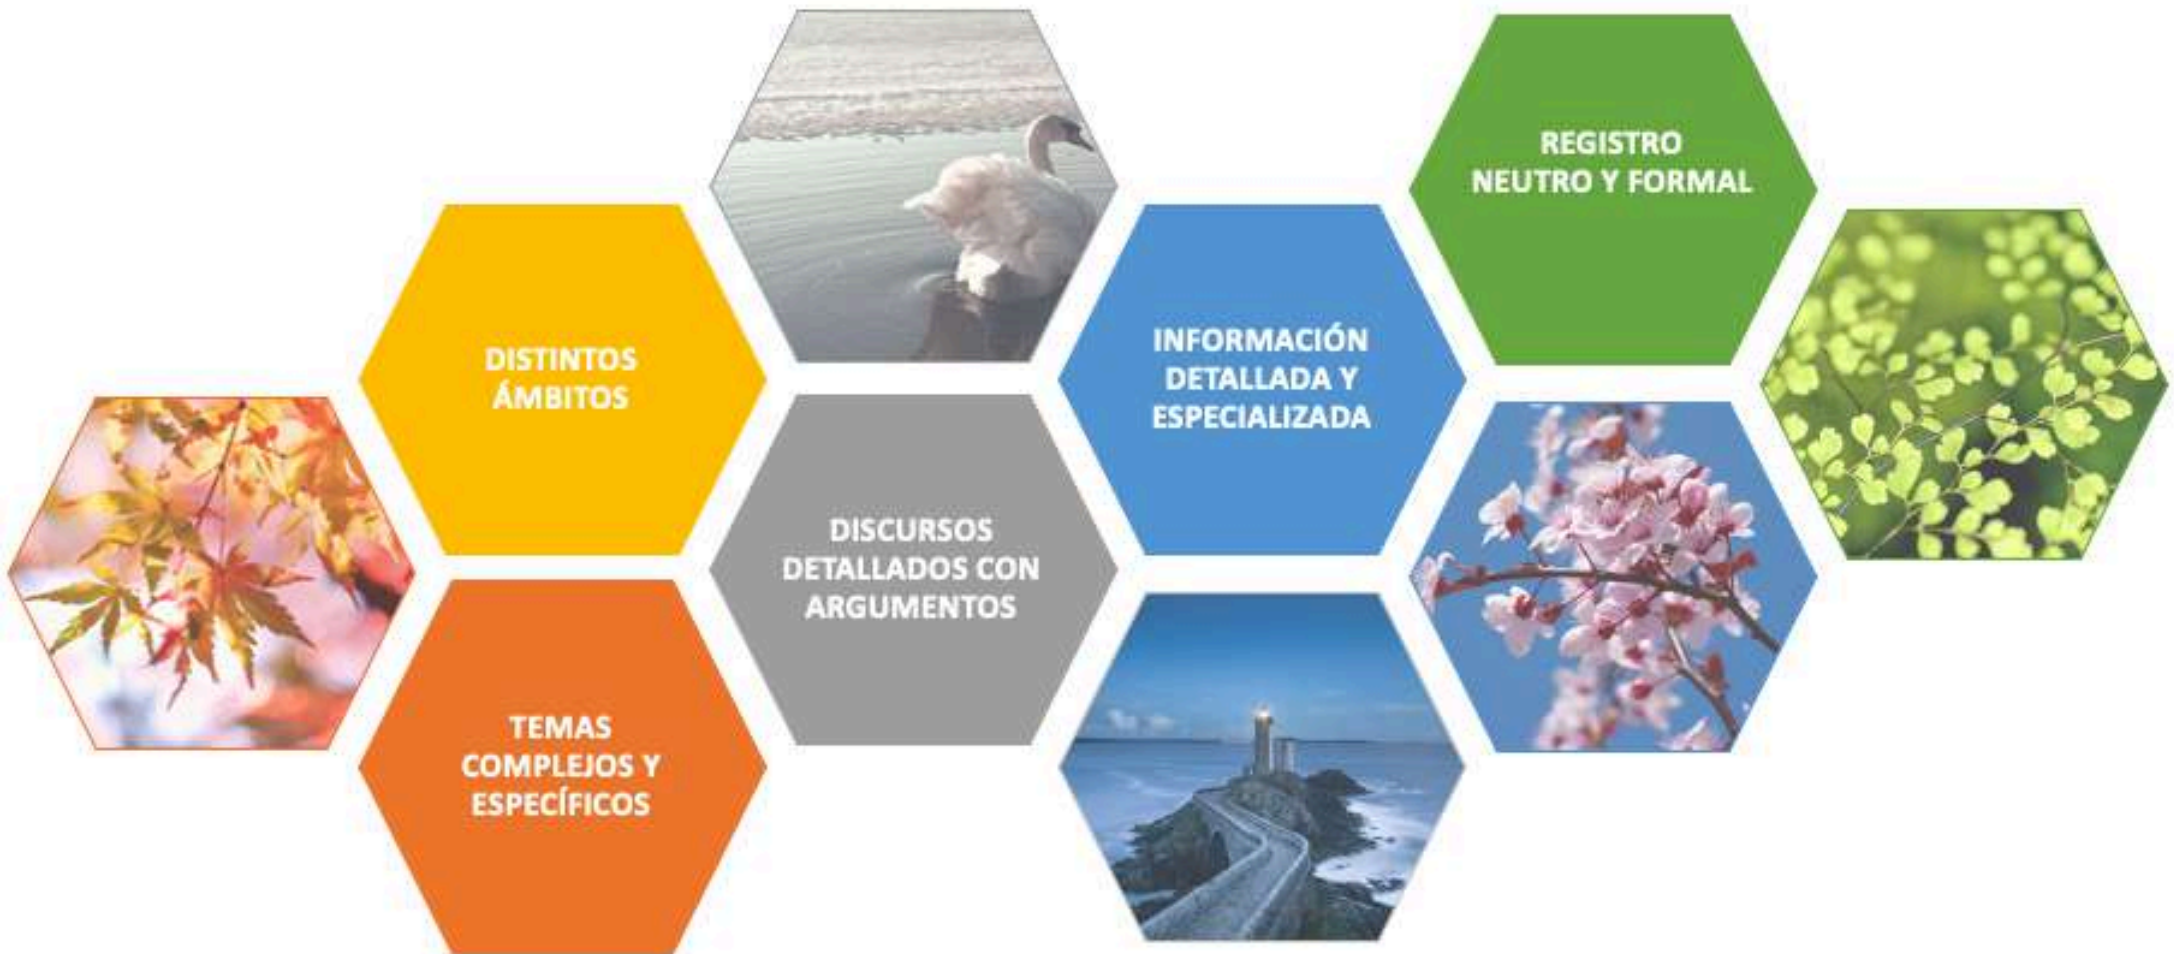 DISTINTOS
ÁMBITOS
TEMAS
COMPLEJOS Y
ESPECÍFICOS
DISCURSOS
DETALLADOS CON
ARGUMENTOS
INFORMACIÓN
DETALLADA Y
ESPECIALIZADA
REGISTRO
NEUTRO Y FORMAL